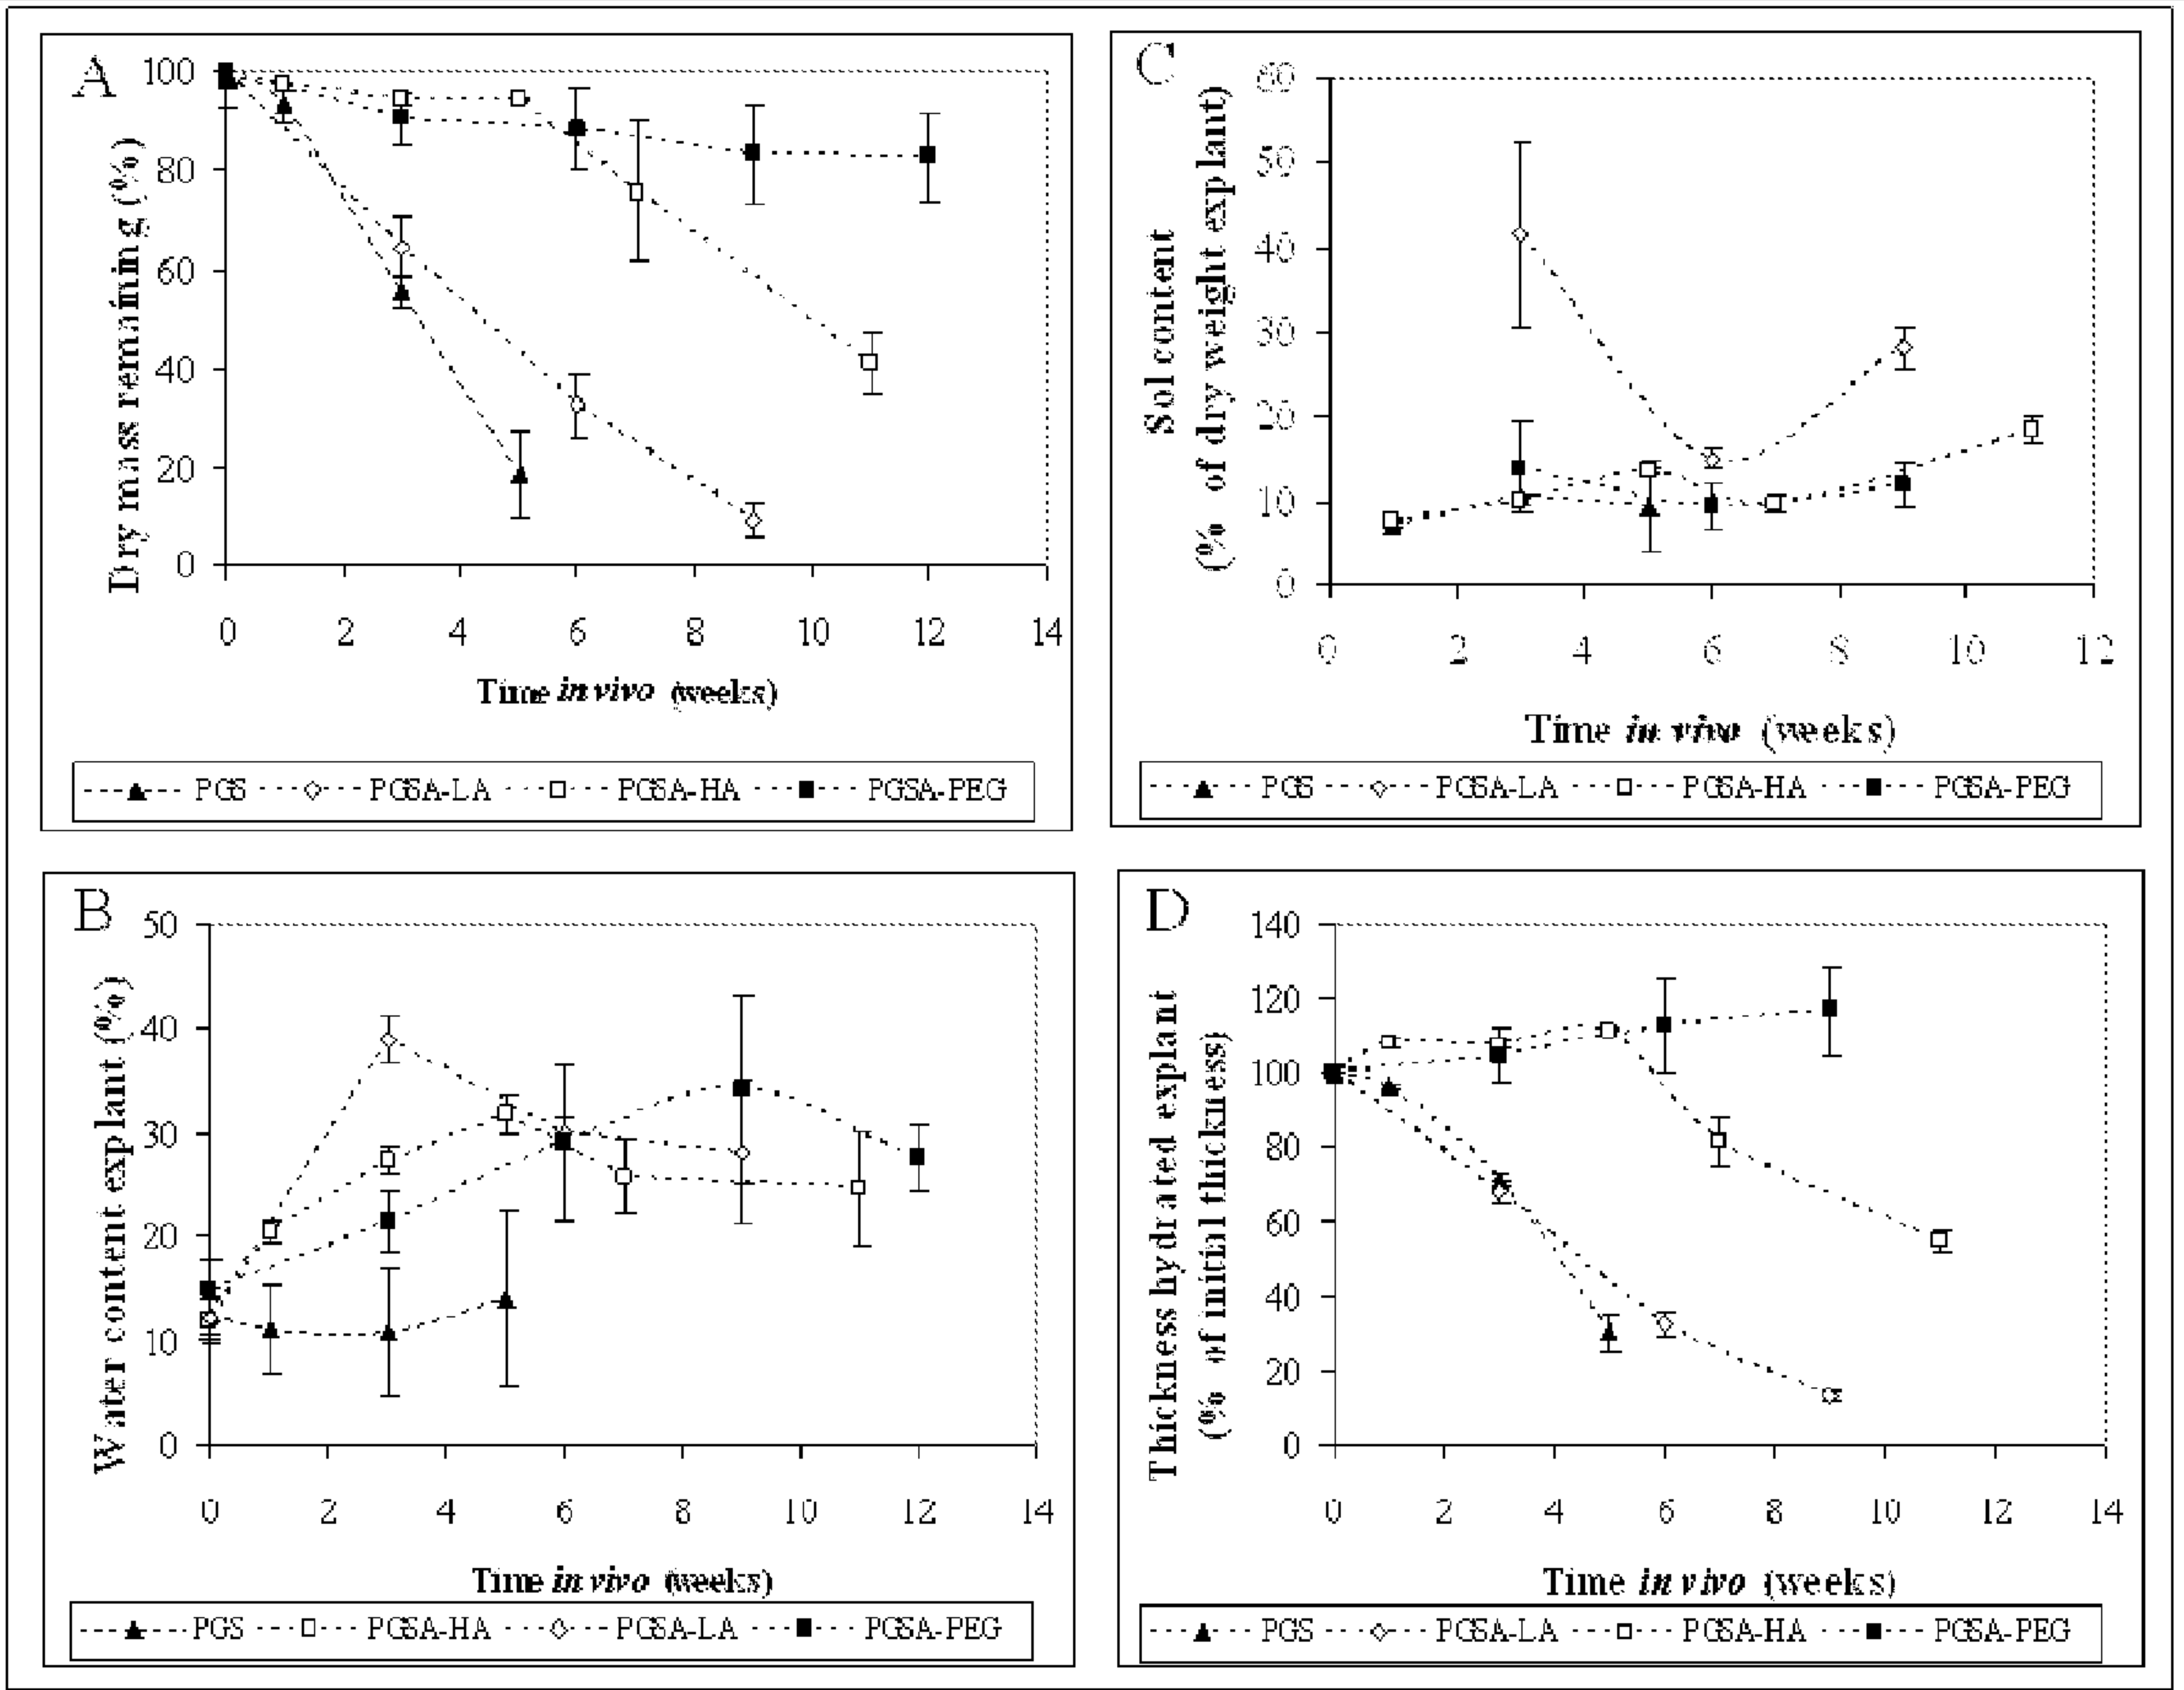 A
100
80
60
40
20
0
Dry mass remaining (%)
0 2 4 6 8 10 12 14
Time in vivo (weeks)
PGS PGSA-LA PGSA-HA PGSA-PEG
C
60
50
40
30
20
10
0
Sol content
(% of dry weight explant)
0 2 4 6 8 10 12
Time in vivo (weeks)
PGS PGSA-LA PGSA-HA PGSA-PEG
B
50
40
30
20
10
0
Water content explant (%)
0 2 4 6 8 10 12 14
Time in vivo (weeks)
PGS PGSA-HA PGSA-LA PGSA-PEG
D
140
120
100
80
60
40
20
0
Thickness hydrated explant
(% of initial thickness)
0 2 4 6 8 10 12 14
Time in vivo (weeks)
PGS PGSA-LA PGSA-HA PGSA-PEG